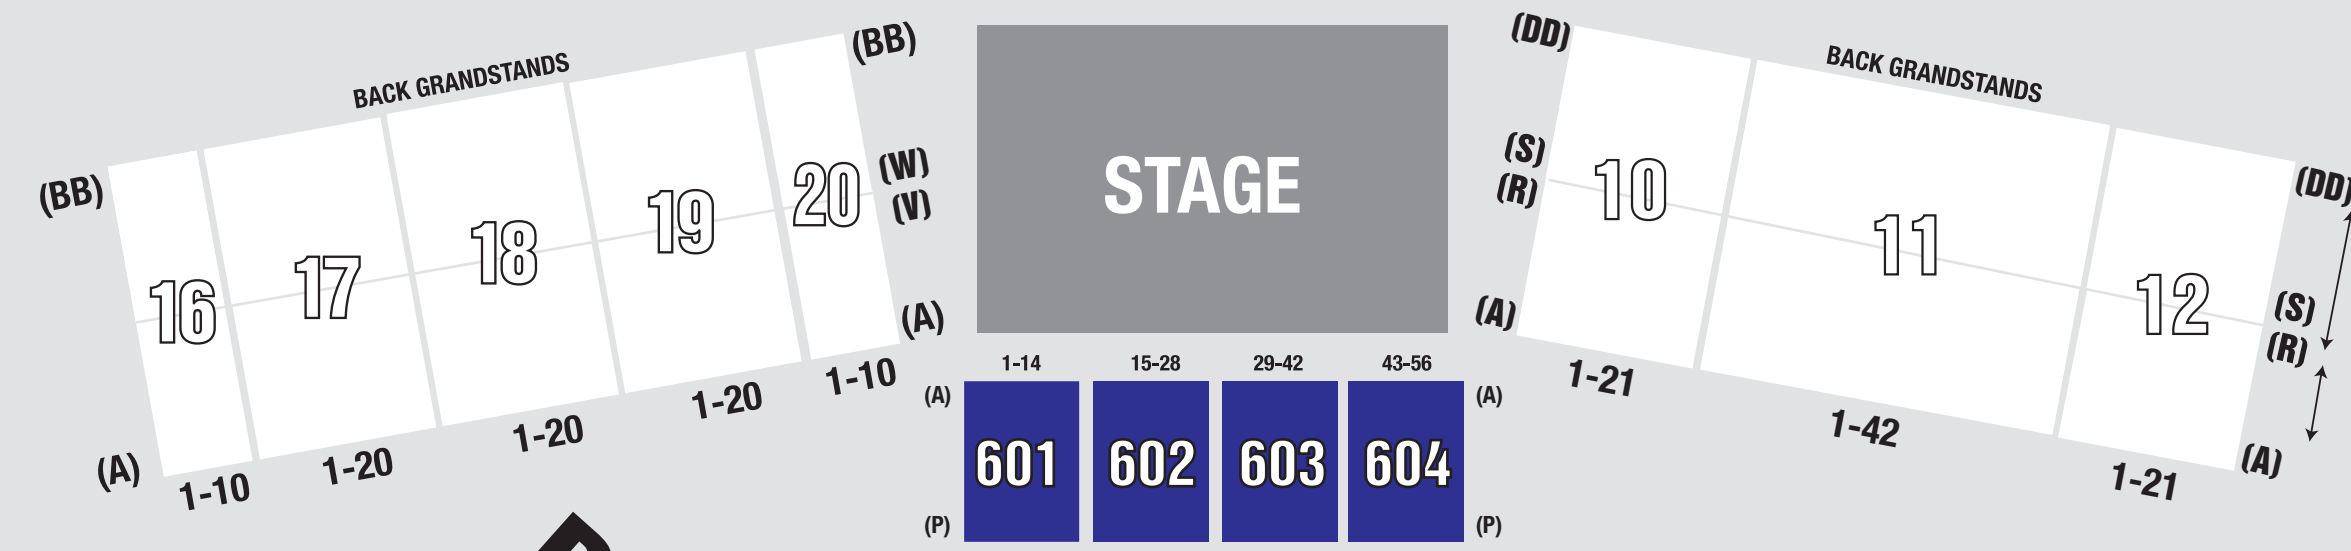 BACK GRANDSTANDS
(BB)
(BB)
16
17
18
19
20
(W)
(V)
(A)
(A)
1-10
1-20
1-20
1-20
1-10
STAGE
1-14
15-28
29-42
43-56
(A)
(A)
601
602
603
604
(P)
(P)
BACK GRANDSTANDS
(DD)
(DD)
(S)
(R)
10
11
12
(S)
(R)
(A)
(A)
1-21
1-42
1-21